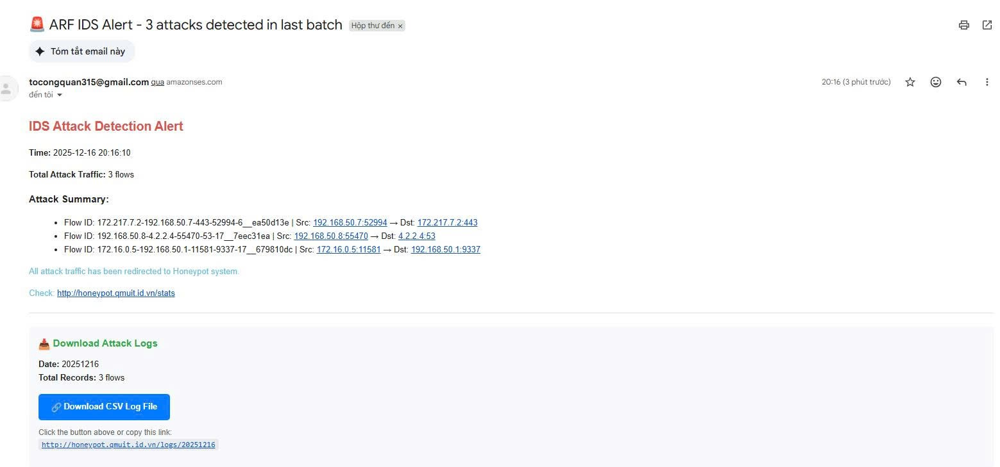 🚨 ARF IDS Alert - 3 attacks detected in last batch Hộp thư đến ×
Tóm tắt email này
tocongquan315@gmail.com qua amazonses.com 20:16 (3 phút trước)
đến tôi
IDS Attack Detection Alert
Time: 2025-12-16 20:16:10
Total Attack Traffic: 3 flows
Attack Summary:
• Flow ID: 172.217.7.2-192.168.50.7-443-52994-6__ea50d13e | Src: 192.168.50.7:52994 → Dst: 172.217.7.2:443
• Flow ID: 192.168.50.8-4.2.2.4-55470-53-17__7eec31ea | Src: 192.168.50.8:55470 → Dst: 4.2.2.4:53
• Flow ID: 172.16.0.5-192.168.50.1-11581-9337-17__679810dc | Src: 172.16.0.5:11581 → Dst: 192.168.50.1:9337
All attack traffic has been redirected to Honeypot system.
Check: http://honeypot.qmuit.id.vn/stats
📥 Download Attack Logs
Date: 20251216
Total Records: 3 flows
🔗 Download CSV Log File
Click the button above or copy this link:
http://honeypot.qmuit.id.vn/logs/20251216